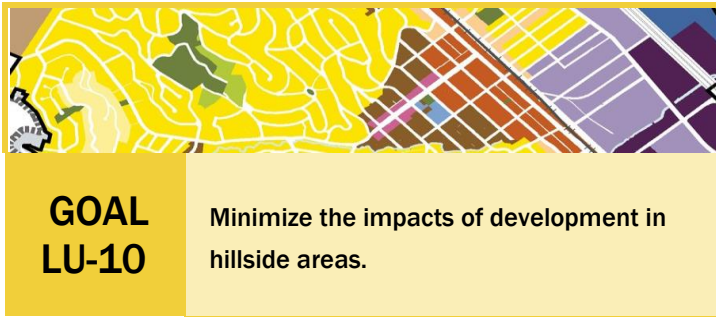 GOAL
LU-10
Minimize the impacts of development in
hillside areas.